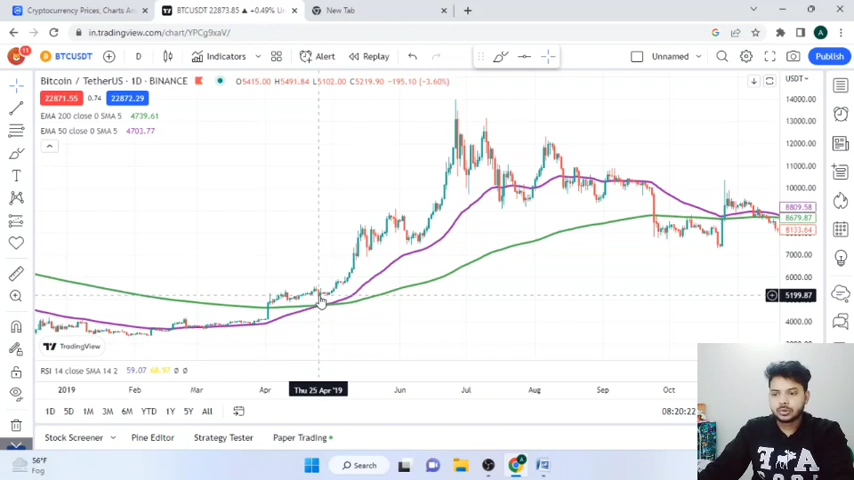 Cryptocurrency Prices, Charts An
BTCUSDT 22873.85 ▲ +0.49% Un
New Tab
in.tradingview.com/chart/YPCg9xaV/
11
BTCUSDT
D
Indicators
Alert
Replay
Unnamed
Publish
Bitcoin / TetherUS · 1D · BINANCE
O5415.00 H5491.84 L5102.00 C5219.90 -195.10 (-3.60%)
USDT
22871.55 0.74 22872.29
EMA 200 close 0 SMA 5 4739.61
EMA 50 close 0 SMA 5 4703.77
14000.00
12000.00
11000.00
10000.00
8809.58
8679.87
8133.64
6000.00
5199.87
4000.00
TradingView
RSI 14 close SMA 14 2 59.07 68.97 ø ø
2019
Feb
Mar
Apr
Thu 25 Apr '19
Jun
Jul
Aug
Sep
Oct
1D 5D 1M 3M 6M YTD 1Y 5Y All
08:20:22
Stock Screener
Pine Editor
Strategy Tester
Paper Trading
56°F
Fog
Search